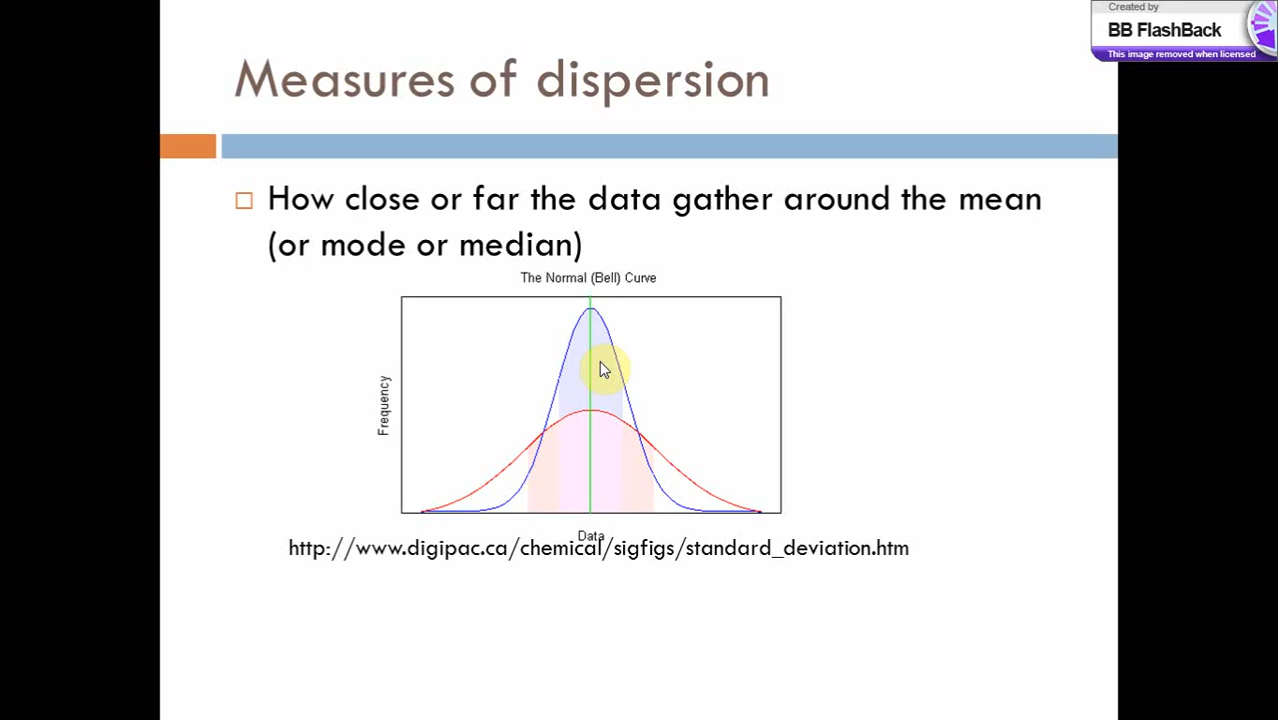 Created by
BB FlashBack
This image removed when licensed
Measures of dispersion
How close or far the data gather around the mean
(or mode or median)
The Normal (Bell) Curve
Frequency
Data
http://www.digipac.ca/chemical/sigfigs/standard_deviation.htm